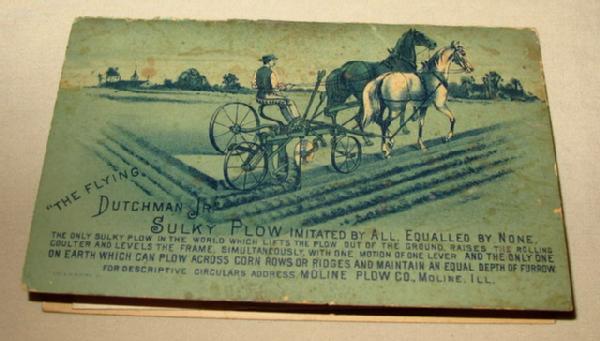 "THE FLYING
DUTCHMAN JR."
SULKY PLOW IMITATED BY ALL, EQUALLED BY NONE.
THE ONLY SULKY PLOW IN THE WORLD WHICH LIFTS THE PLOW OUT OF THE GROUND, RAISES THE ROLLING
COULTER AND LEVELS THE FRAME, SIMULTANEOUSLY, WITH ONE MOTION OF ONE LEVER AND THE ONLY ONE
ON EARTH WHICH CAN PLOW ACROSS CORN ROWS OR RIDGES AND MAINTAIN AN EQUAL DEPTH OF FURROW.
FOR DESCRIPTIVE CIRCULARS ADDRESS, MOLINE PLOW CO., MOLINE, ILL.